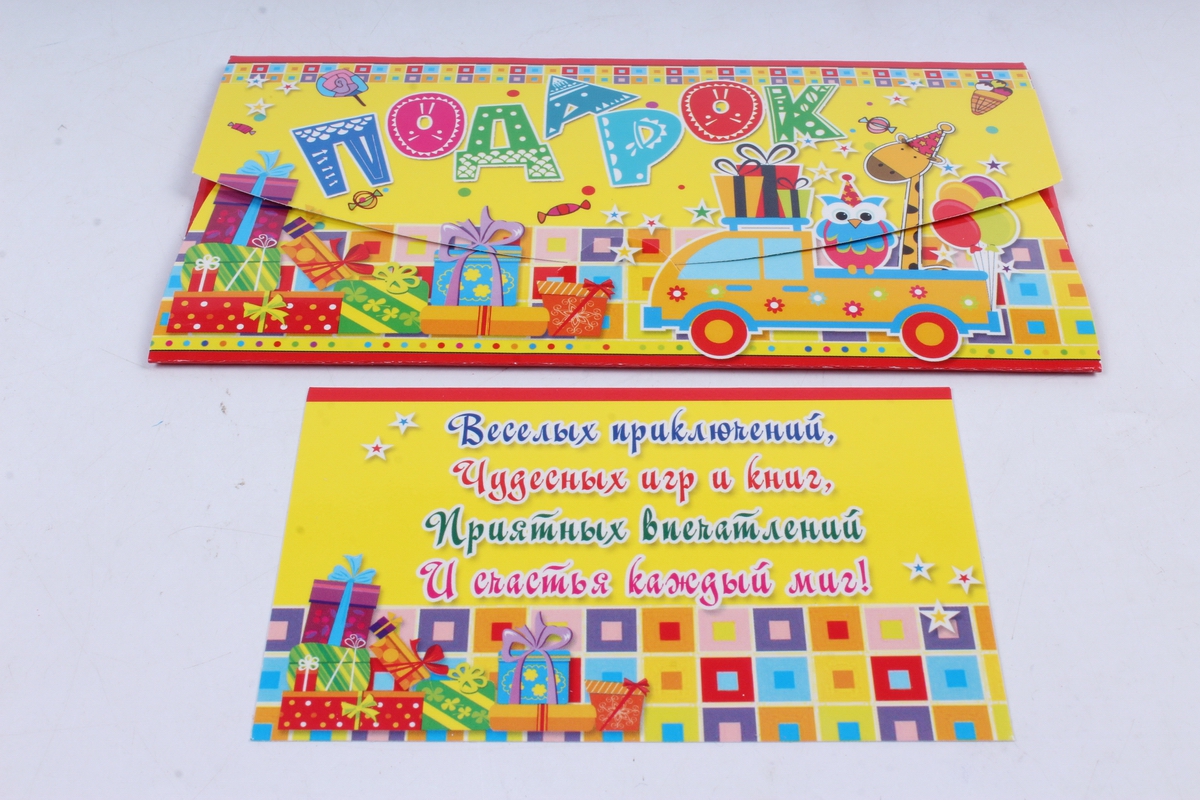 ПОДАРОК
Веселых приключений,
Чудесных игр и книг,
Приятных впечатлений
И счастья каждый миг!